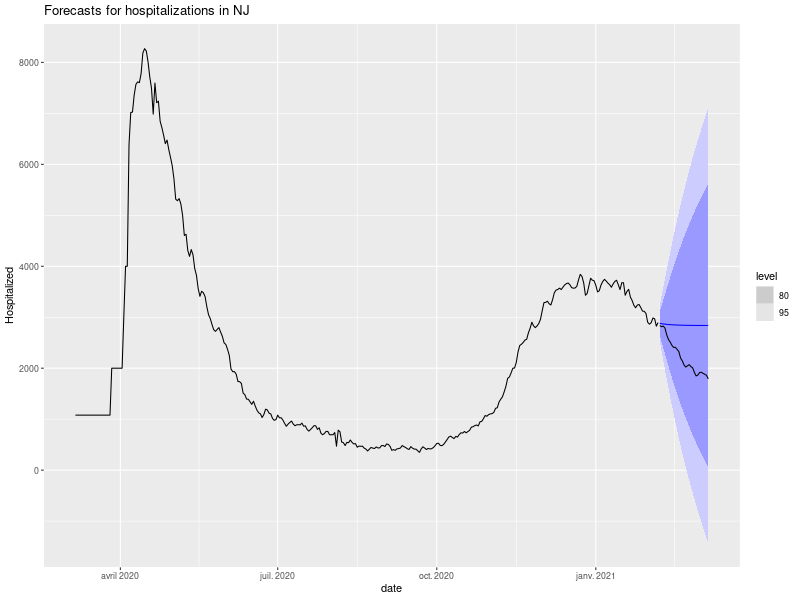 Forecasts for hospitalizations in NJ
Hospitalized
8000
6000
4000
2000
0
avril 2020
juil. 2020
oct. 2020
janv. 2021
date
level
80
95